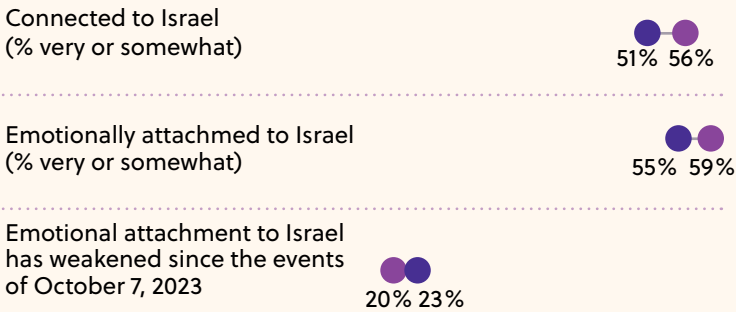 Connected to Israel
(% very or somewhat)
51% 56%
Emotionally attachmed to Israel
(% very or somewhat)
55% 59%
Emotional attachment to Israel
has weakened since the events
of October 7, 2023
20% 23%